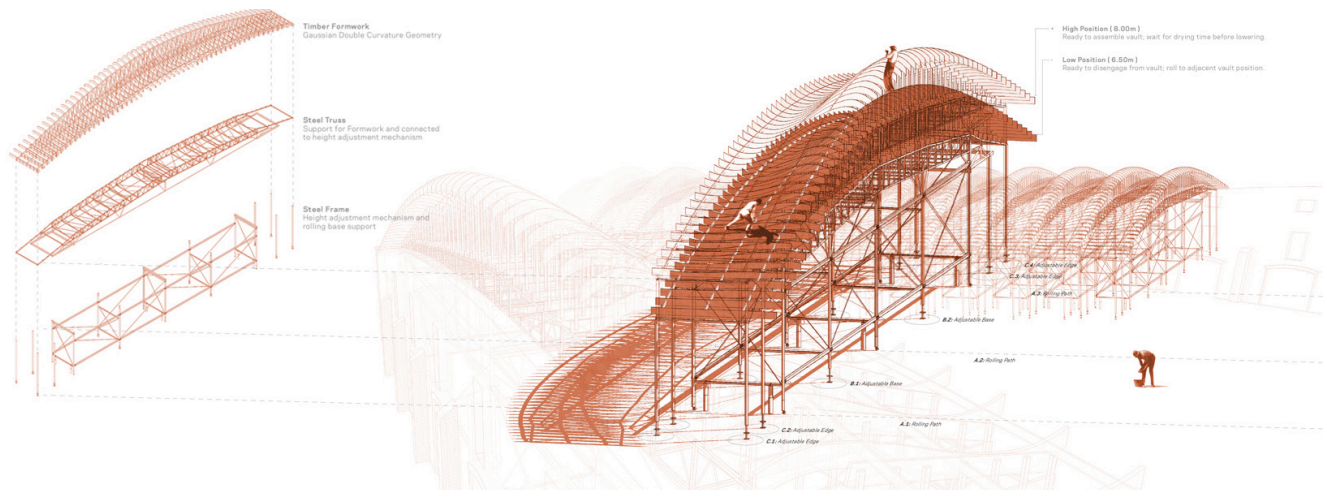 Timber Formwork
Gaussian Double Curvature Geometry
Steel Truss
Support for Formwork and connected
to height adjustment mechanism
Steel Frame
Height adjustment mechanism and
rolling base support
High Position ( 8.00m )
Ready to assemble vault; wait for drying time before lowering.
Low Position ( 6.50m )
Ready to disengage from vault; roll to adjacent vault position.
C.4: Adjustable Edge
C.3: Adjustable Edge
A.3: Rolling Path
B.2: Adjustable Base
A.2: Rolling Path
B.1: Adjustable Base
A.1: Rolling Path
C.2: Adjustable Edge
C.1: Adjustable Edge